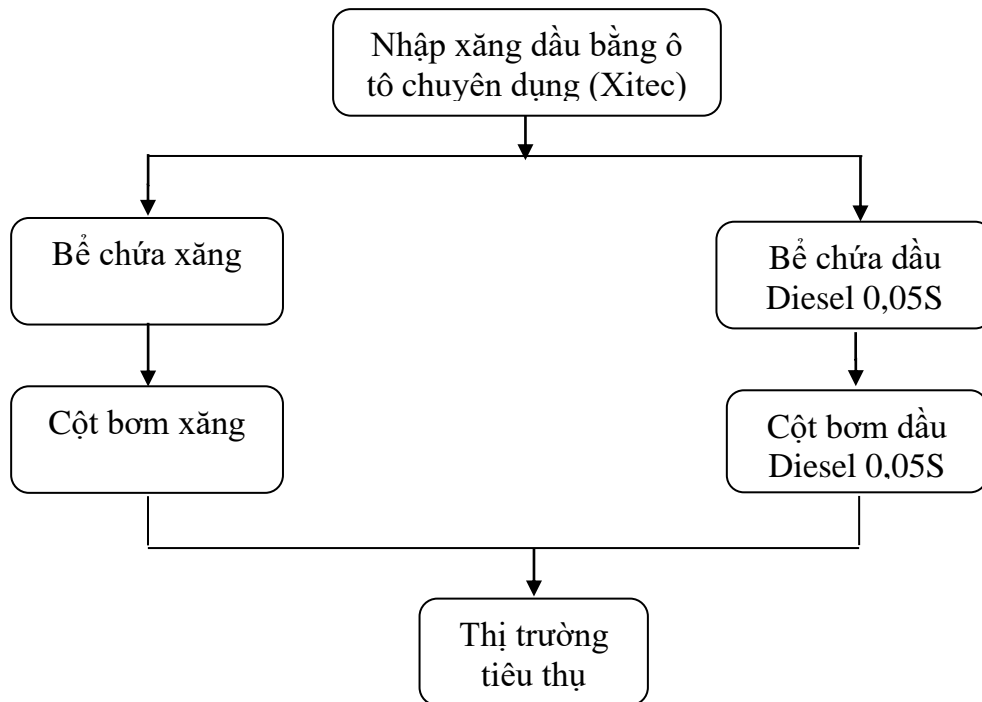 Nhập xăng dầu bằng ô
tô chuyên dụng (Xitec)
Bể chứa xăng
Bể chứa dầu
Diesel 0,05S
Cột bơm xăng
Cột bơm dầu
Diesel 0,05S
Thị trường
tiêu thụ